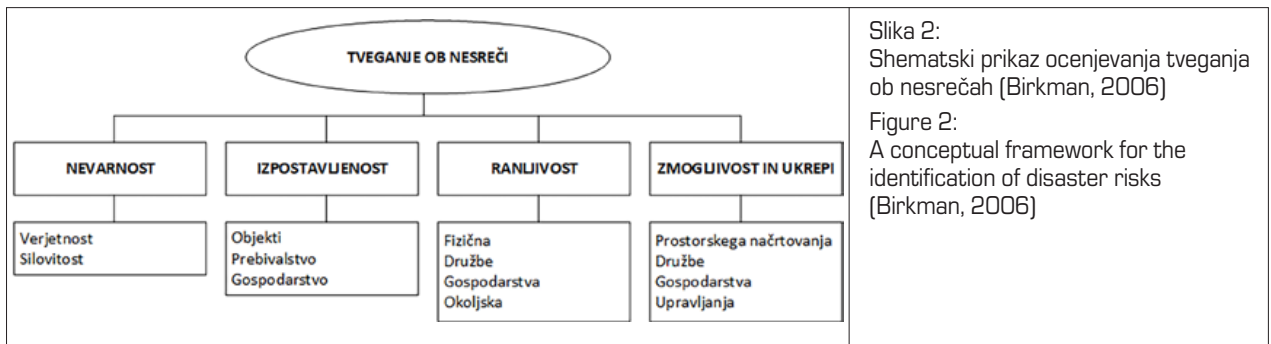 TVEGANJE OB NESREČI
NEVARNOST
Verjetnost
Silovitost
IZPOSTAVLJENOST
Objekti
Prebivalstvo
Gospodarstvo
RANLJIVOST
Fizična
Družbe
Gospodarstva
Okoljska
ZMOGLJIVOST IN UKREPI
Prostorskega načrtovanja
Družbe
Gospodarstva
Upravljanja
Slika 2:
Shematski prikaz ocenjevanja tveganja
ob nesrečah (Birkman, 2006)
Figure 2:
A conceptual framework for the
identification of disaster risks
(Birkman, 2006)